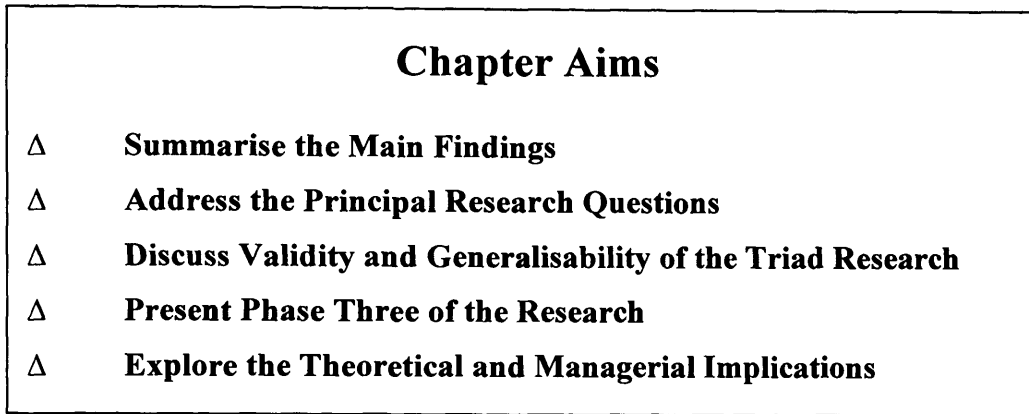 Chapter Aims
Δ Summarise the Main Findings
Δ Address the Principal Research Questions
Δ Discuss Validity and Generalisability of the Triad Research
Δ Present Phase Three of the Research
Δ Explore the Theoretical and Managerial Implications